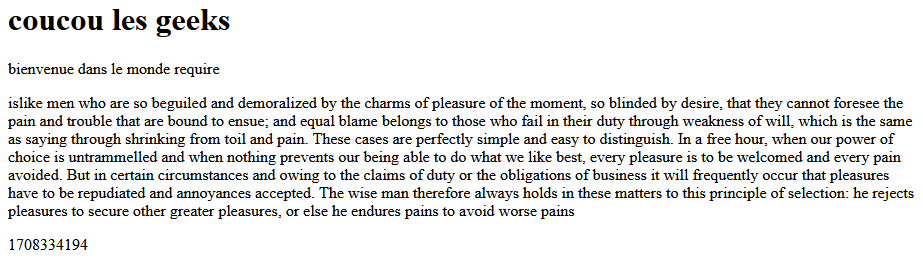 coucou les geeks
bienvenue dans le monde require
islike men who are so beguiled and demoralized by the charms of pleasure of the moment, so blinded by desire, that they cannot foresee the
pain and trouble that are bound to ensue; and equal blame belongs to those who fail in their duty through weakness of will, which is the same
as saying through shrinking from toil and pain. These cases are perfectly simple and easy to distinguish. In a free hour, when our power of
choice is untrammelled and when nothing prevents our being able to do what we like best, every pleasure is to be welcomed and every pain
avoided. But in certain circumstances and owing to the claims of duty or the obligations of business it will frequently occur that pleasures
have to be repudiated and annoyances accepted. The wise man therefore always holds in these matters to this principle of selection: he rejects
pleasures to secure other greater pleasures, or else he endures pains to avoid worse pains
1708334194